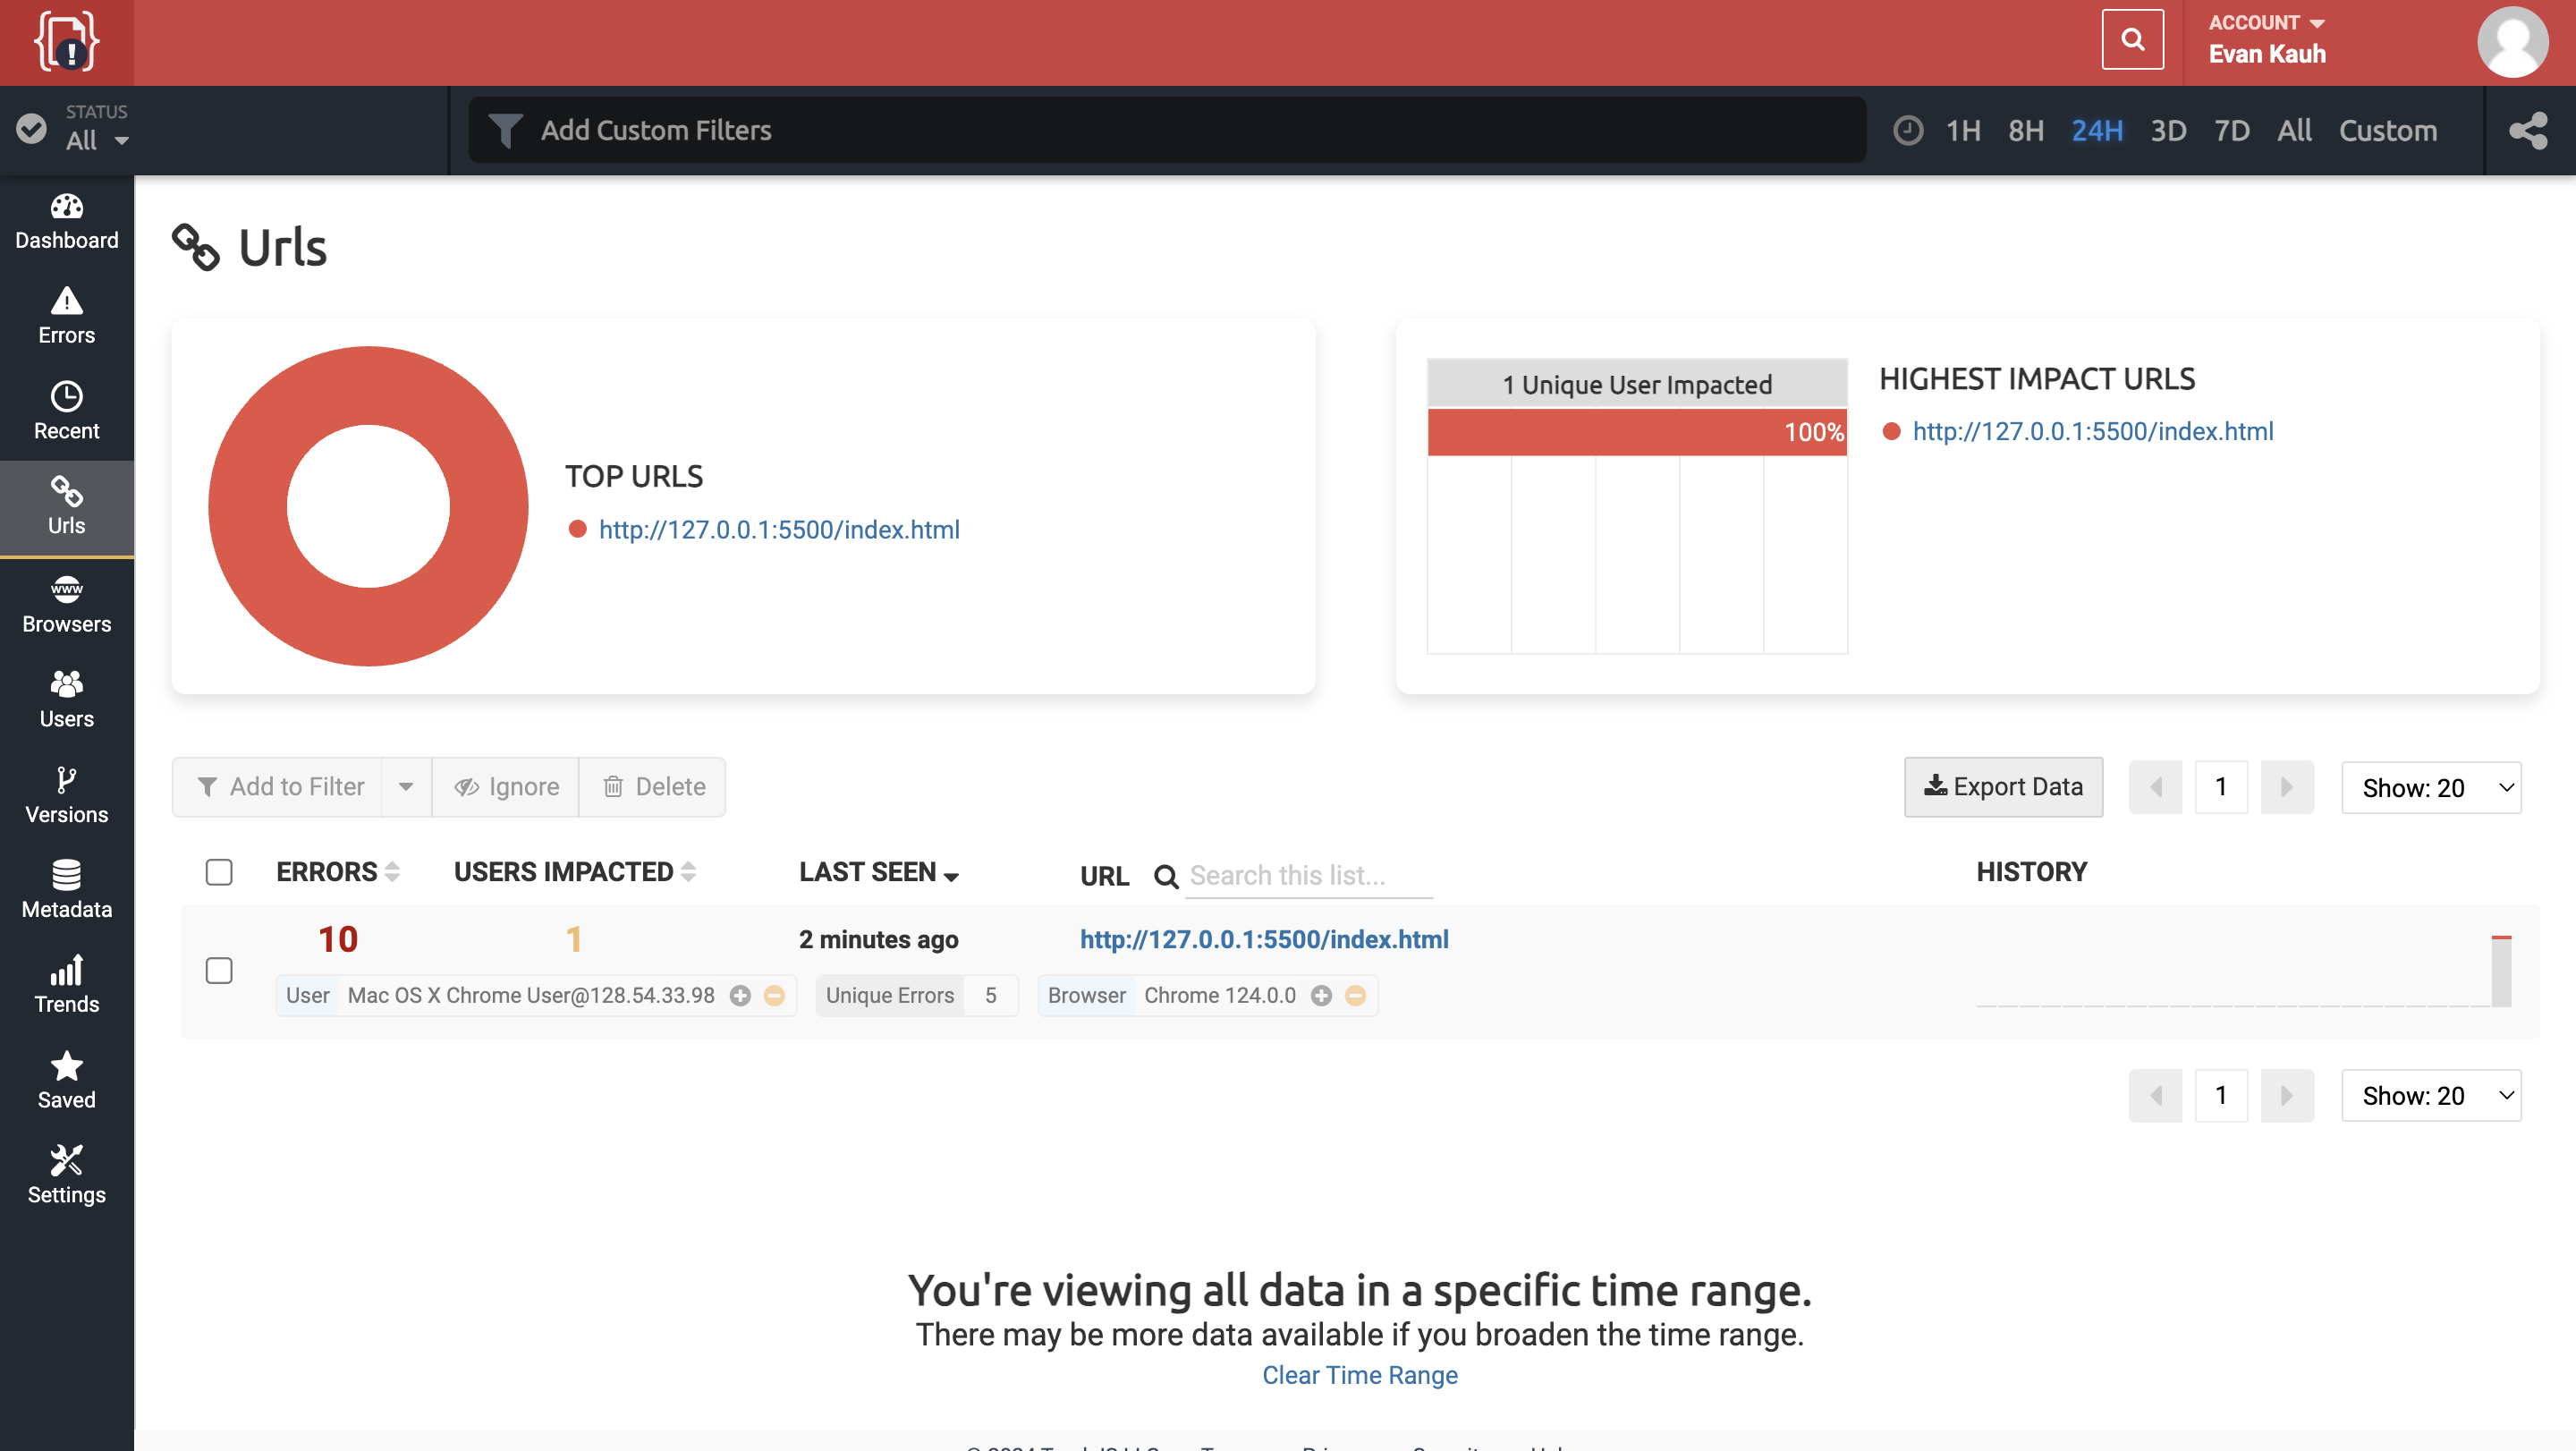 ACCOUNT
Evan Kauh
STATUS
All
Add Custom Filters
1H 8H 24H 3D 7D All Custom
Dashboard
Errors
Recent
Urls
Browsers
Users
Versions
Metadata
Trends
Saved
Settings
Urls
TOP URLS
http://127.0.0.1:5500/index.html
1 Unique User Impacted
100%
HIGHEST IMPACT URLS
http://127.0.0.1:5500/index.html
Add to Filter Ignore Delete
Export Data 1 Show: 20
ERRORS USERS IMPACTED LAST SEEN URL Search this list... HISTORY
10 1 2 minutes ago http://127.0.0.1:5500/index.html
User Mac OS X Chrome User@128.54.33.98 Unique Errors 5 Browser Chrome 124.0.0
1 Show: 20
You're viewing all data in a specific time range.
There may be more data available if you broaden the time range.
Clear Time Range